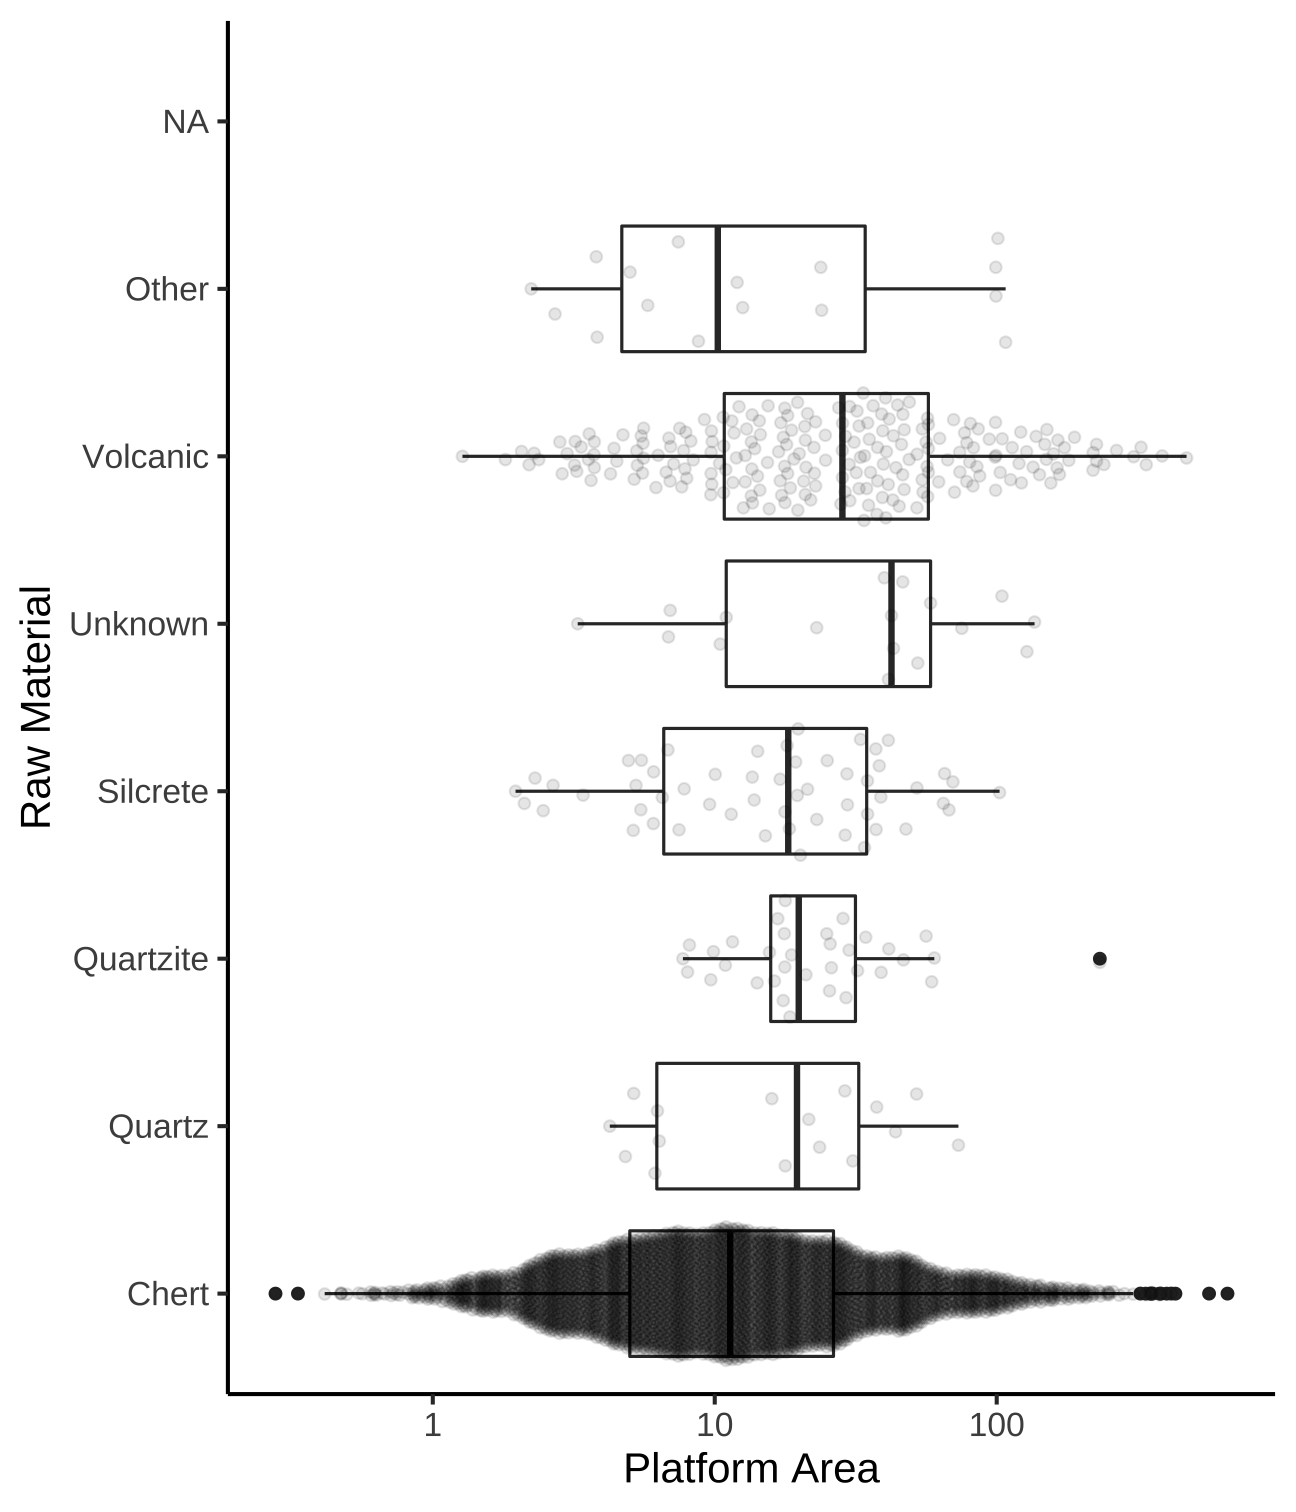 NA
Other
Volcanic
Unknown
Silcrete
Quartzite
Quartz
Chert
Raw Material
1 10 100
Platform Area